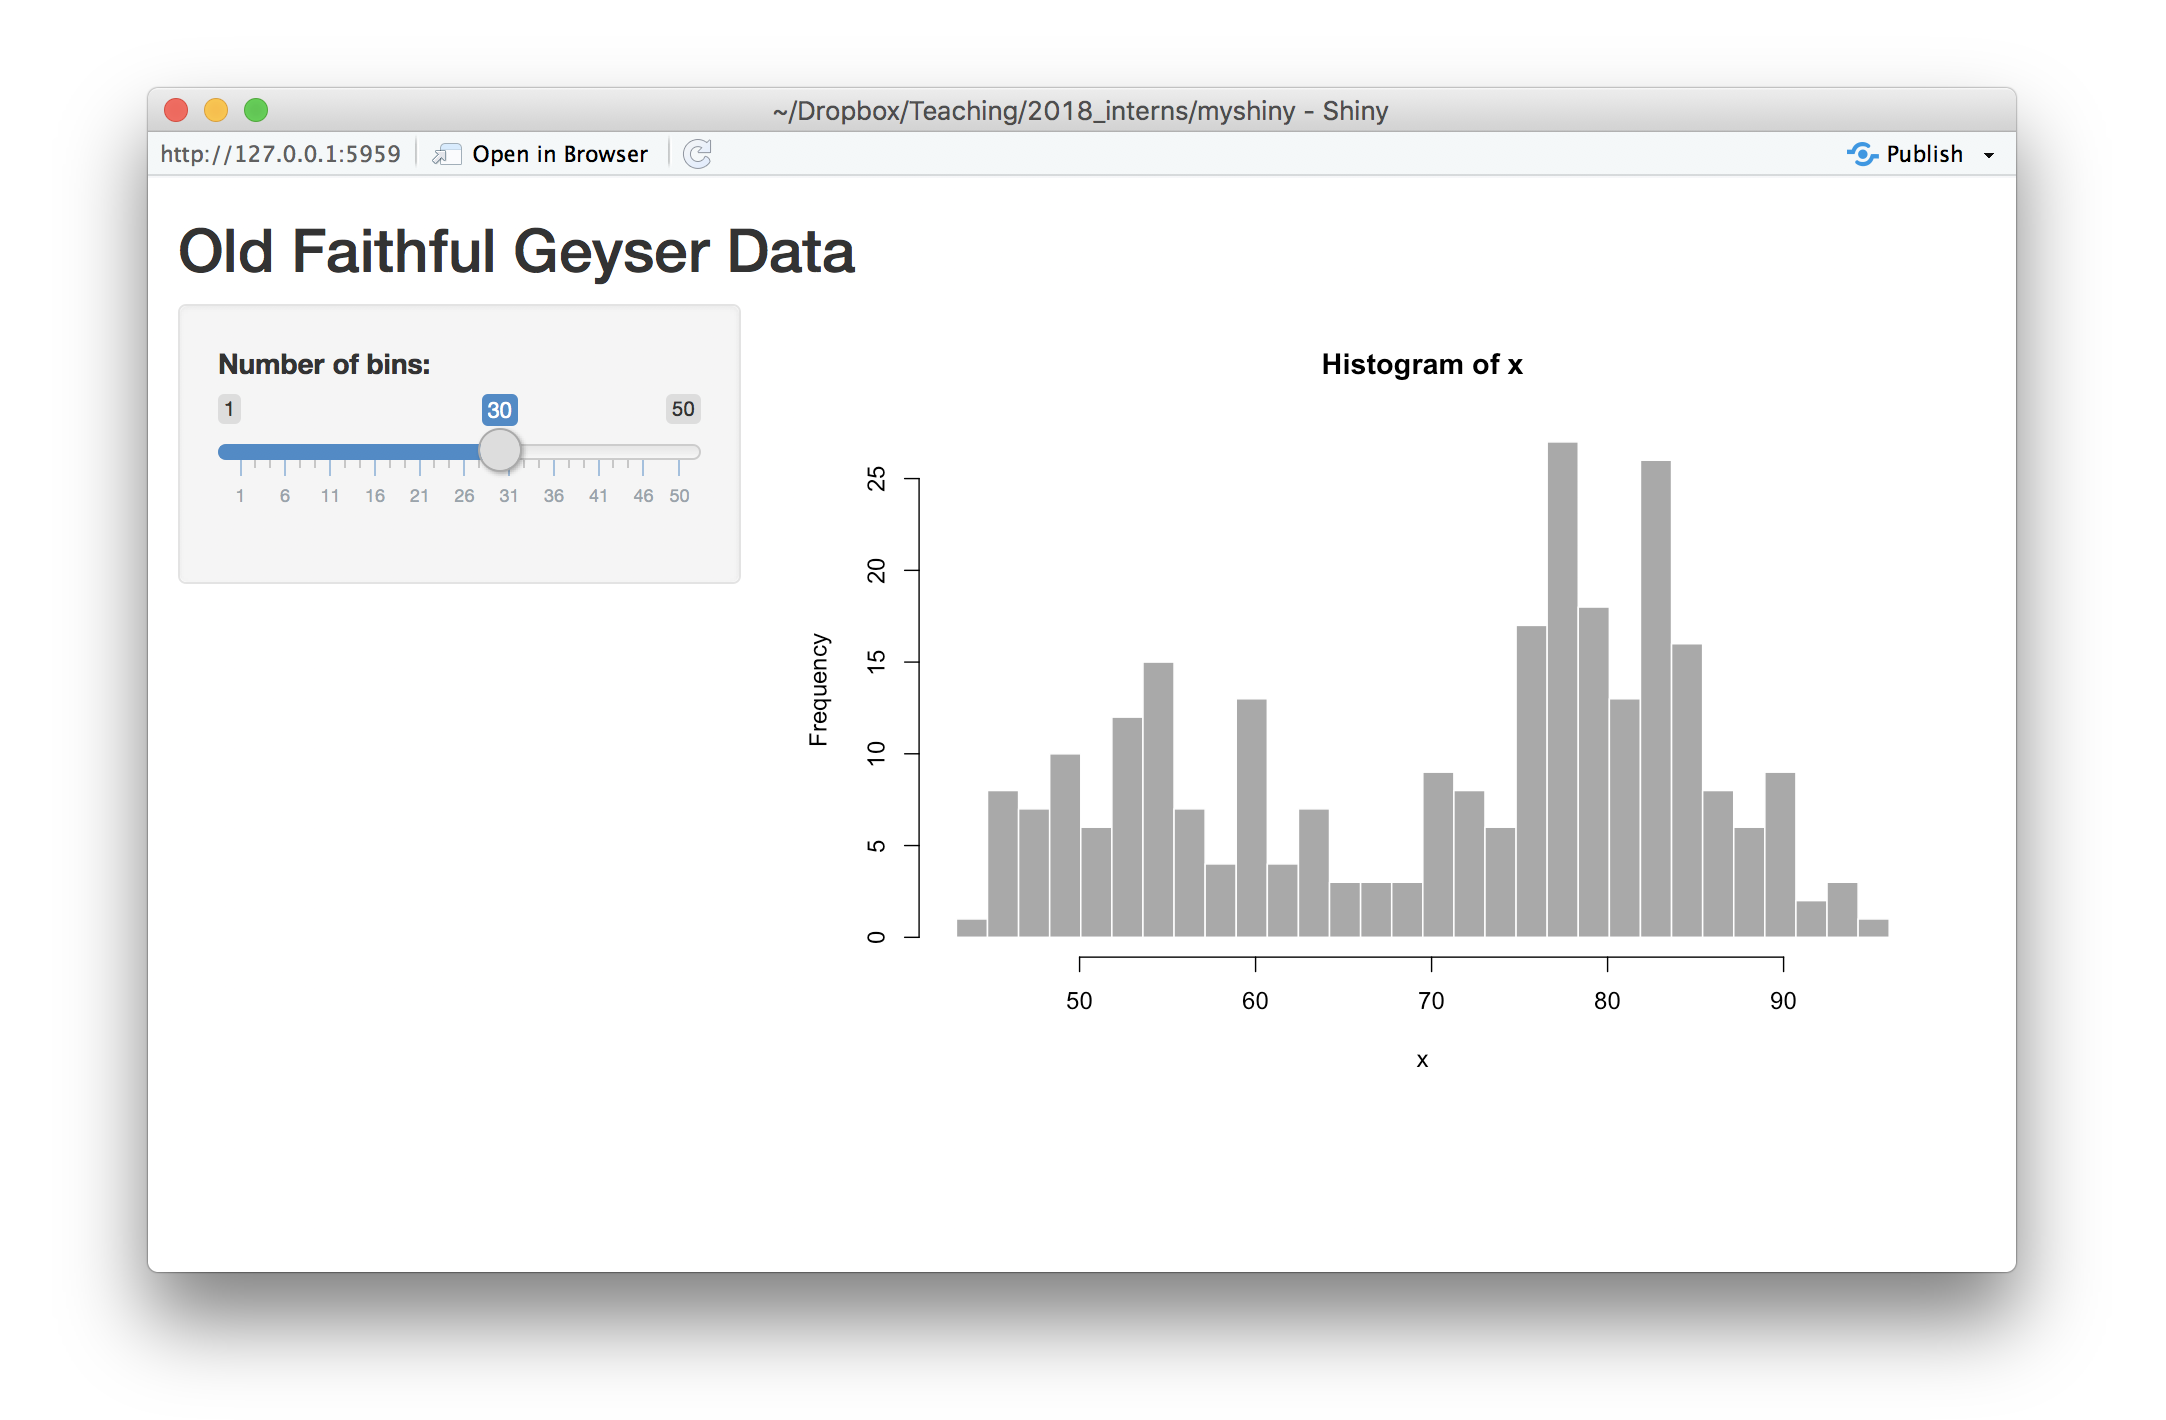 ~/Dropbox/Teaching/2018_interns/myshiny - Shiny
http://127.0.0.1:5959 Open in Browser Publish
Old Faithful Geyser Data
Number of bins:
1 30 50
1 6 11 16 21 26 31 36 41 46 50
Histogram of x
Frequency
25
20
15
10
5
0
50 60 70 80 90
x